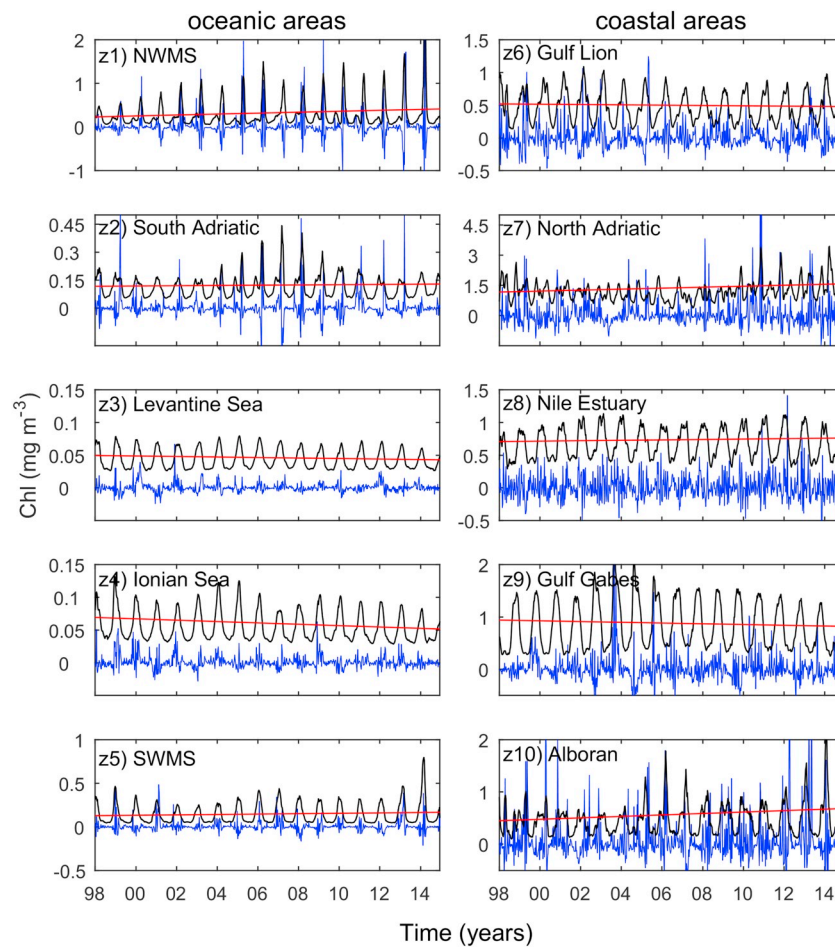 oceanic areas
coastal areas
z1) NWMS
2
1
0
-1
z6) Gulf Lion
1.5
1
0.5
0
-0.5
z2) South Adriatic
0.45
0.3
0.15
0
z7) North Adriatic
4.5
3
1.5
0
z3) Levantine Sea
0.15
0.1
0.05
0
z8) Nile Estuary
1.5
1
0.5
0
-0.5
z4) Ionian Sea
0.15
0.1
0.05
0
z9) Gulf Gabes
2
1
0
z5) SWMS
1
0.5
0
-0.5
z10) Alboran
2
1
0
98 00 02 04 06 08 10 12 14
98 00 02 04 06 08 10 12 14
Chl (mg m⁻³)
Time (years)